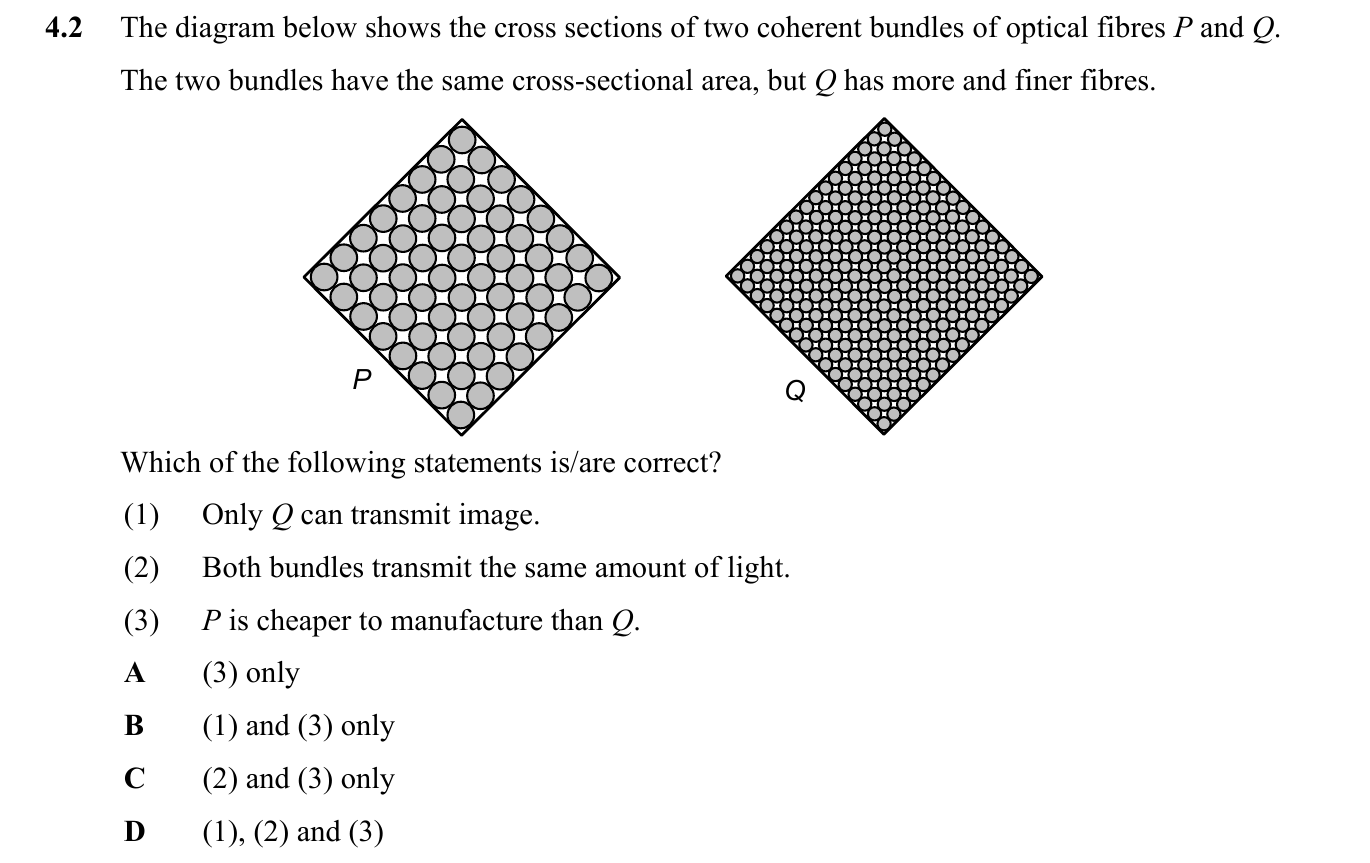 4.2 The diagram below shows the cross sections of two coherent bundles of optical fibres P and Q.
The two bundles have the same cross-sectional area, but Q has more and finer fibres.
P
Q
Which of the following statements is/are correct?
(1) Only Q can transmit image.
(2) Both bundles transmit the same amount of light.
(3) P is cheaper to manufacture than Q.
A (3) only
B (1) and (3) only
C (2) and (3) only
D (1), (2) and (3)